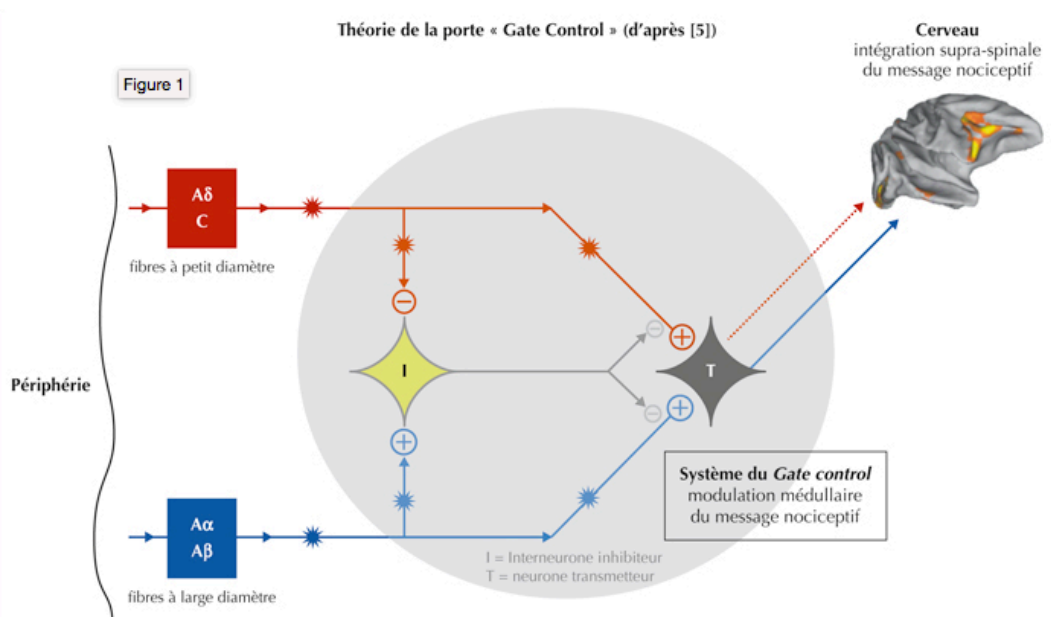 Théorie de la porte « Gate Control » (d'après [5])
Cerveau
intégration supra-spinale
du message nociceptif
Figure 1
Aδ
C
fibres à petit diamètre
−
−
+
I
T
Périphérie
+
−
+
Système du Gate control
modulation médullaire
du message nociceptif
Aα
Aβ
I = Interneurone inhibiteur
T = neurone transmetteur
fibres à large diamètre